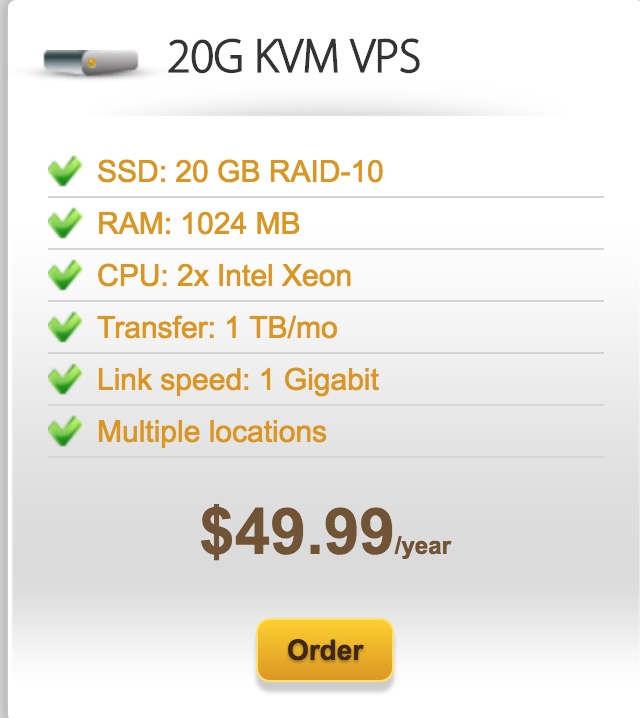 20G KVM VPS
SSD: 20 GB RAID-10
RAM: 1024 MB
CPU: 2x Intel Xeon
Transfer: 1 TB/mo
Link speed: 1 Gigabit
Multiple locations
$49.99/year
Order